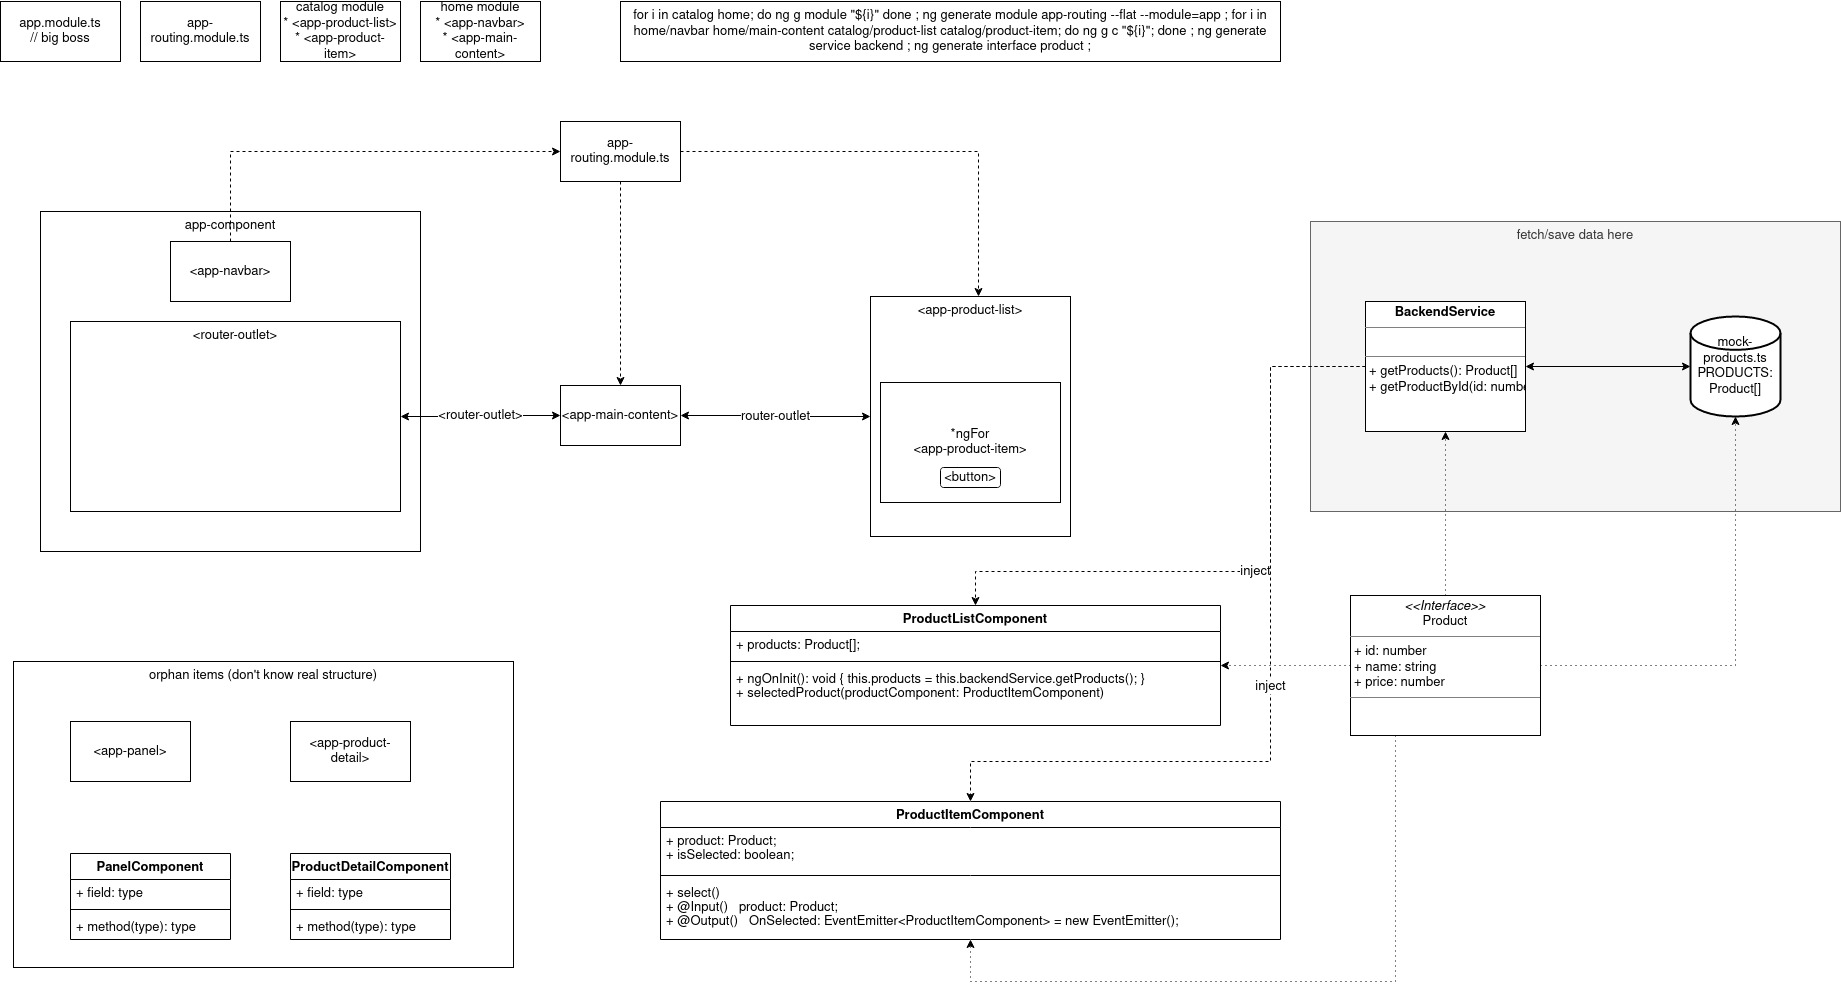 app.module.ts
// big boss
app-
routing.module.ts
catalog module
* <app-product-list>
* <app-product-
item>
home module
* <app-navbar>
* <app-main-
content>
for i in catalog home; do ng g module "${i}" done ; ng generate module app-routing --flat --module=app ; for i in
home/navbar home/main-content catalog/product-list catalog/product-item; do ng g c "${i}"; done ; ng generate
service backend ; ng generate interface product ;
app-
routing.module.ts
app-component
<app-navbar>
<router-outlet>
<router-outlet>
<app-main-content>
router-outlet
<app-product-list>
*ngFor
<app-product-item>
<button>
fetch/save data here
BackendService
+ getProducts(): Product[]
+ getProductById(id: numbe
mock-
products.ts
PRODUCTS:
Product[]
inject
ProductListComponent
+ products: Product[];
+ ngOnInit(): void { this.products = this.backendService.getProducts(); }
+ selectedProduct(productComponent: ProductItemComponent)
inject
<<Interface>>
Product
+ id: number
+ name: string
+ price: number
orphan items (don't know real structure)
<app-panel>
<app-product-
detail>
PanelComponent
+ field: type
+ method(type): type
ProductDetailComponent
+ field: type
+ method(type): type
ProductItemComponent
+ product: Product;
+ isSelected: boolean;
+ select()
+ @Input()   product: Product;
+ @Output()   OnSelected: EventEmitter<ProductItemComponent> = new EventEmitter();